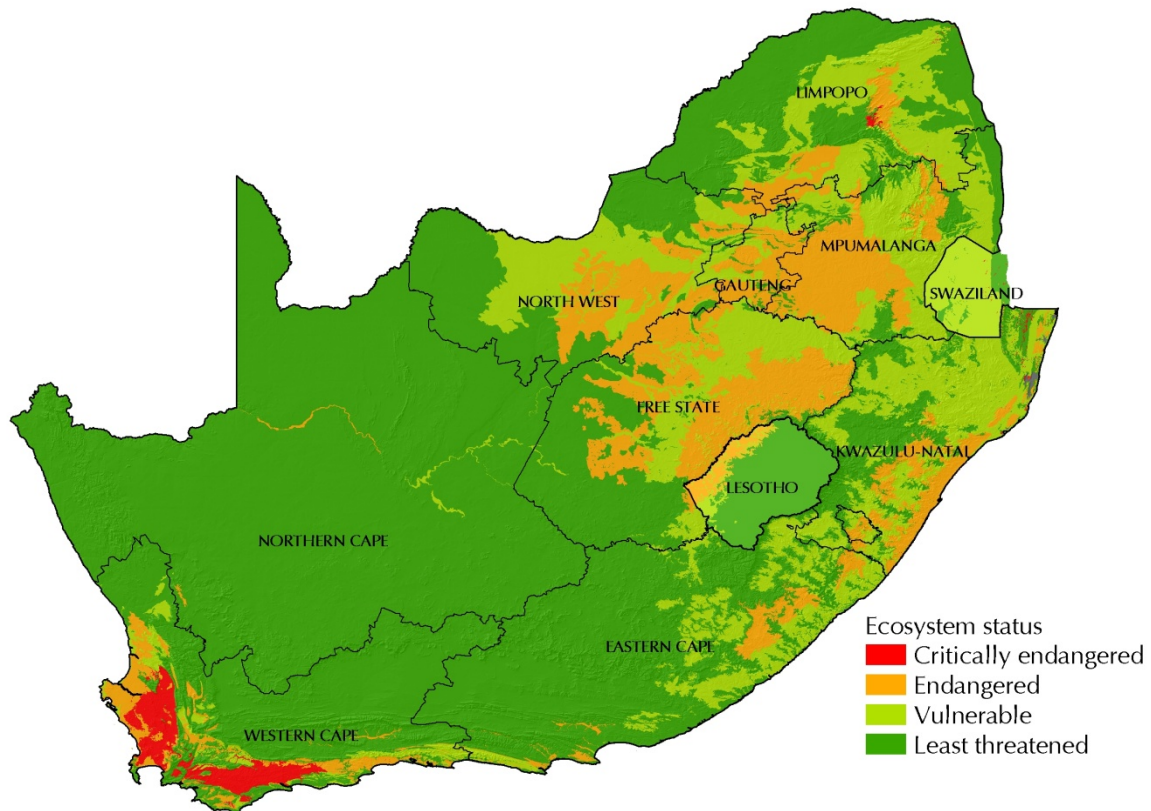 LIMPOPO
MPUMALANGA
GAUTENG
NORTH WEST
SWAZILAND
FREE STATE
KWAZULU-NATAL
LESOTHO
NORTHERN CAPE
EASTERN CAPE
WESTERN CAPE
Ecosystem status
Critically endangered
Endangered
Vulnerable
Least threatened